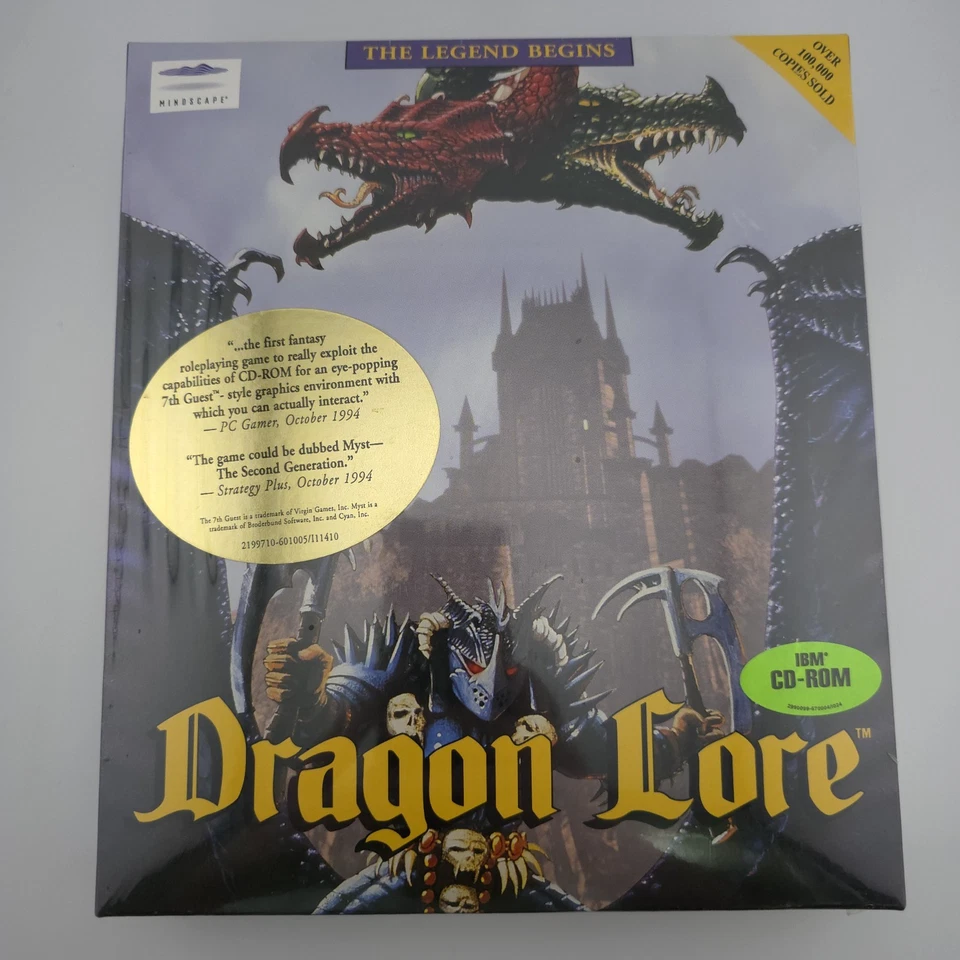 THE LEGEND BEGINS
MINDSCAPE®
OVER
100,000
COPIES SOLD
“...the first fantasy
roleplaying game to really exploit the
capabilities of CD-ROM for an eye-popping
7th Guest™- style graphics environment with
which you can actually interact.”
— PC Gamer, October 1994
“The game could be dubbed Myst—
The Second Generation.”
— Strategy Plus, October 1994
The 7th Guest is a trademark of Virgin Games, Inc. Myst is a
trademark of Broderbund Software, Inc. and Cyan, Inc.
2199710-601005/I11410
IBM®
CD-ROM
Dragon Lore™